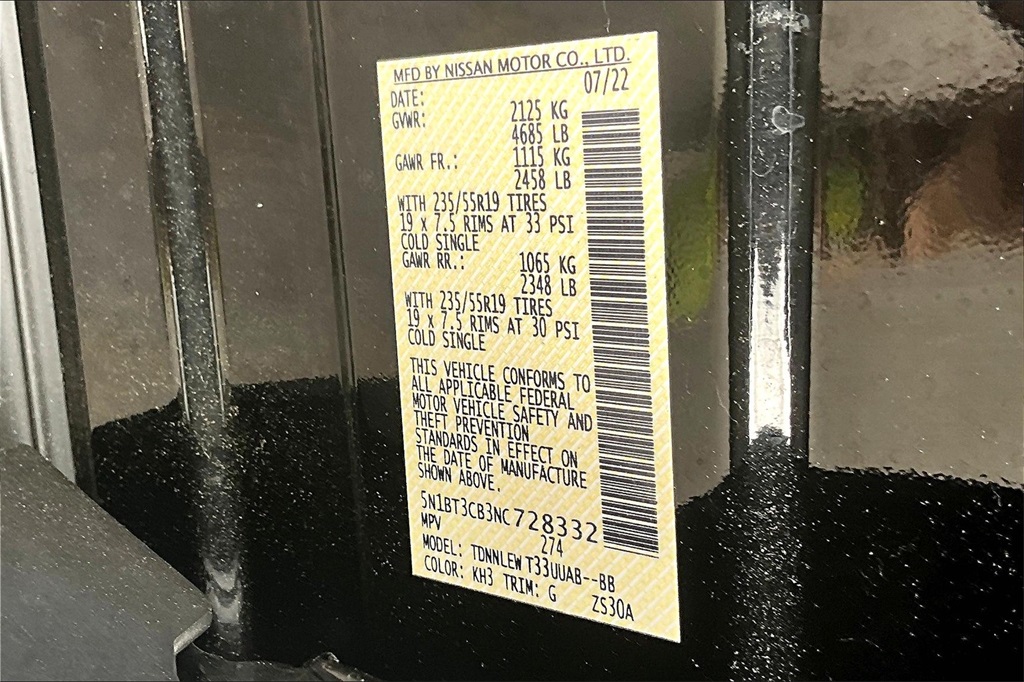 MFD BY NISSAN MOTOR CO., LTD.
DATE: 07/22
GVWR: 2125 KG
4685 LB
GAWR FR.: 1115 KG
2458 LB
WITH 235/55R19 TIRES
19 x 7.5 RIMS AT 33 PSI
COLD SINGLE
GAWR RR.: 1065 KG
2348 LB
WITH 235/55R19 TIRES
19 x 7.5 RIMS AT 30 PSI
COLD SINGLE
THIS VEHICLE CONFORMS TO
ALL APPLICABLE FEDERAL
MOTOR VEHICLE SAFETY AND
THEFT PREVENTION
STANDARDS IN EFFECT ON
THE DATE OF MANUFACTURE
SHOWN ABOVE.
5N1BT3CB3NC728332
MPV 274
MODEL: TDNNLEW T33UUAB--BB
COLOR: KH3 TRIM: G ZS30A